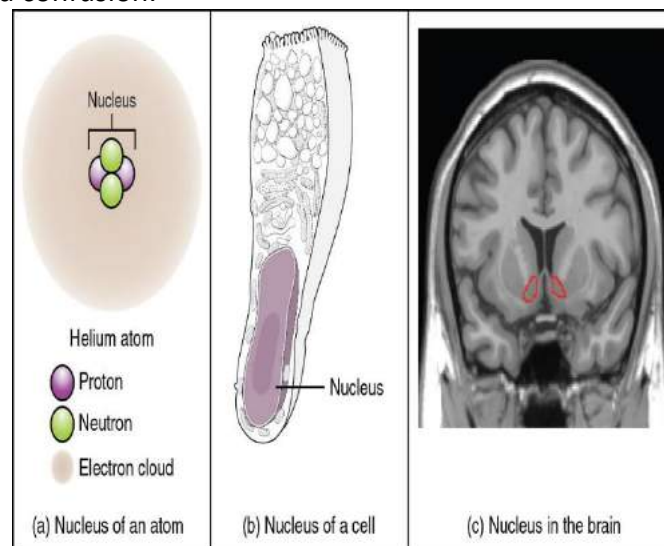 a confusion.
Nucleus
Helium atom
Proton
Neutron
Electron cloud
(a) Nucleus of an atom
Nucleus
(b) Nucleus of a cell
(c) Nucleus in the brain